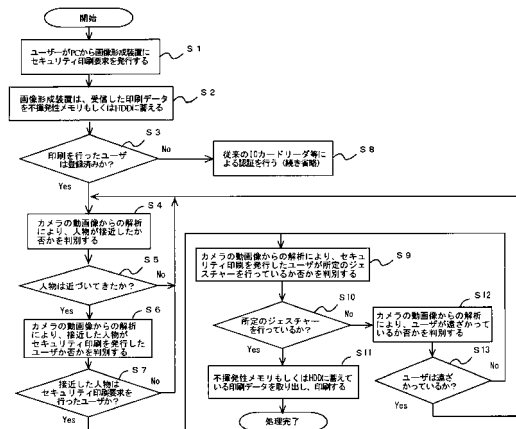 開始
S1
ユーザーがPCから画像形成装置に
セキュリティ印刷要求を発行する
S2
画像形成装置は、受信した印刷データ
を不揮発性メモリもしくはHDDに蓄える
S3
印刷を行ったユーザ
は登録済みか?
No
Yes
S8
従来のICカードリーダ等に
よる認証を行う(続き省略)
S4
カメラの動画像からの解析
により、人物が接近したか
否かを判別する
S5
人物は近づいてきたか?
No
Yes
S6
カメラの動画像からの解析
により、接近した人物が
セキュリティ印刷を発行した
ユーザか否かを判別する
S7
接近した人物は
セキュリティ印刷要求を
行ったユーザか?
No
Yes
S9
カメラの動画像からの解析により、セキュ
リティ印刷を発行したユーザが所定のジェ
スチャーを行っているか否かを判別する
S10
所定のジェスチャーを
行っているか?
No
Yes
S11
不揮発性メモリもしくはHDDに蓄えて
いる印刷データを取り出し、印刷する
処理完了
S12
カメラの動画像からの解析
により、ユーザが遠ざかって
いるか否かを判別する
S13
ユーザは遠ざ
かっているか?
No
Yes